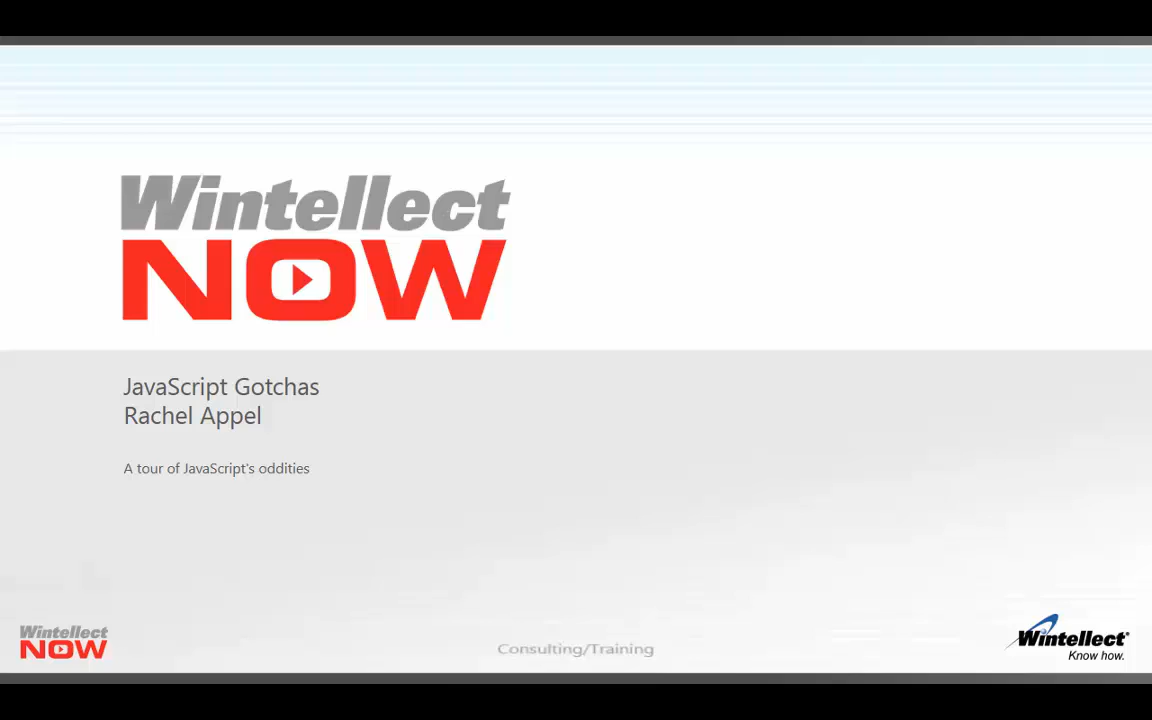 Wintellect
NOW
JavaScript Gotchas
Rachel Appel
A tour of JavaScript's oddities
Wintellect
NOW
Consulting/Training
Wintellect®
Know how.